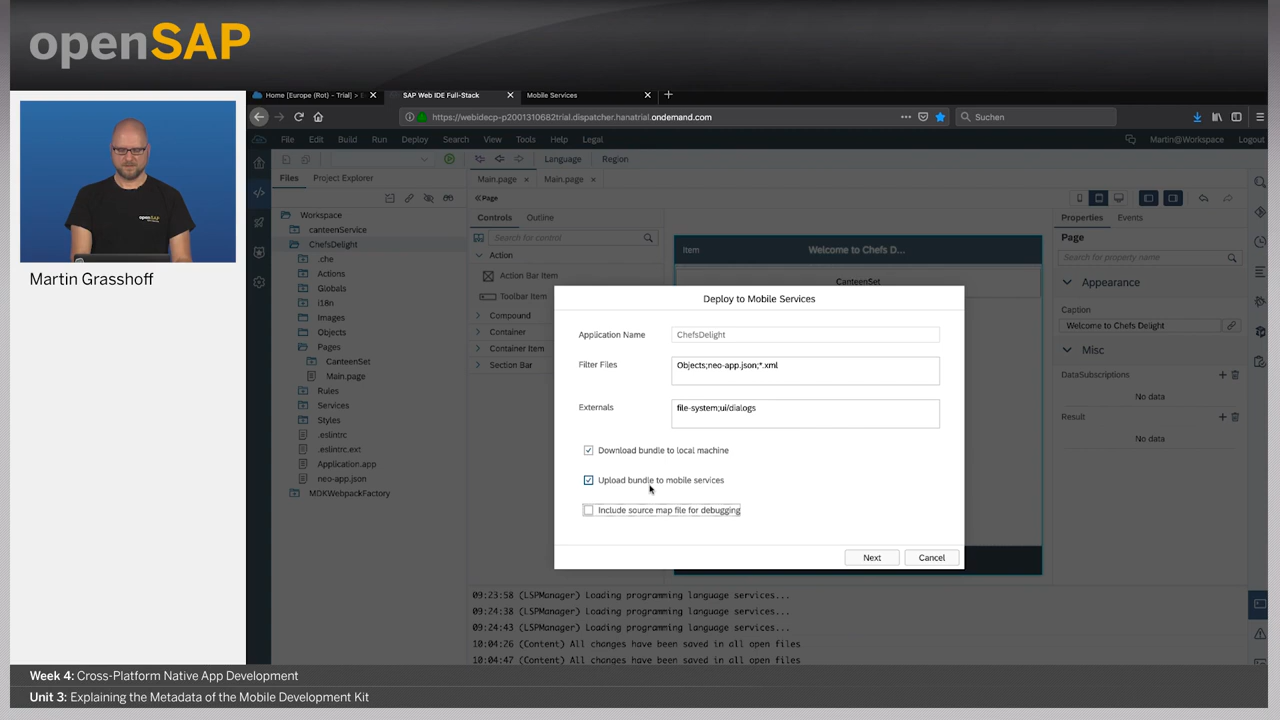 openSAP
Martin Grasshoff
Home [Europe (Rot) – Trial] >
SAP Web IDE Full-Stack
Mobile Services
https://webidecp-p2001310682trial.dispatcher.hanatrial.ondemand.com
Suchen
File Edit Build Run Deploy Search View Tools Help Legal
Martin@Workspace Logout
Language Region
Files Project Explorer
Main.page Main.page
Page
Workspace
canteenService
ChefsDelight
.che
Actions
Globals
i18n
Images
Objects
Pages
CanteenSet
Main.page
Rules
Services
Styles
.eslintrc
.eslintrc.ext
Application.app
neo-app.json
MDKWebpackFactory
Controls Outline
Search for control
Action
Action Bar Item
Toolbar Item
Compound
Container
Container Item
Section Bar
Item
Welcome to Chefs D...
CanteenSet
Properties Events
Page
Search for property name
Appearance
Caption
Welcome to Chefs Delight
Misc
DataSubscriptions
No data
Result
No data
Deploy to Mobile Services
Application Name
ChefsDelight
Filter Files
Objects;neo-app.json;*.xml
Externals
file-system;ui/dialogs
Download bundle to local machine
Upload bundle to mobile services
Include source map file for debugging
Next
Cancel
09:23:58 (LSPManager) Loading programming language services...
09:24:38 (LSPManager) Loading programming language services...
09:24:43 (LSPManager) Loading programming language services...
10:04:26 (Content) All changes have been saved in all open files
10:04:47 (Content) All changes have been saved in all open files
Week 4: Cross-Platform Native App Development
Unit 3: Explaining the Metadata of the Mobile Development Kit